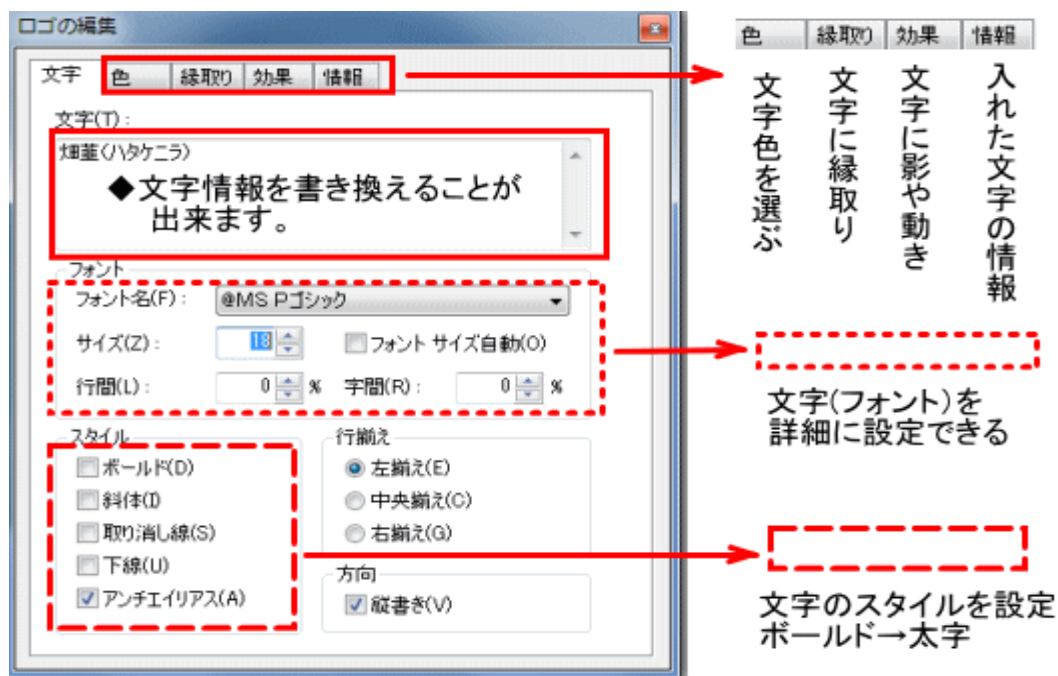 ロゴの編集
文字 色 縁取り 効果 情報
文字(T):
畑韮(ハタケニラ)
◆文字情報を書き換えることが
出来ます。
フォント
フォント名(F): @MS Pゴシック
サイズ(Z): 18 フォント サイズ自動(O)
行間(L): 0 % 字間(R): 0 %
スタイル
ボールド(D)
斜体(I)
取り消し線(S)
下線(U)
アンチエイリアス(A)
行揃え
左揃え(E)
中央揃え(C)
右揃え(G)
方向
縦書き(V)
色 縁取り 効果 情報
文字色を選ぶ
文字に縁取り
文字に影や動き
入れた文字の情報
文字(フォント)を
詳細に設定できる
文字のスタイルを設定
ボールド→太字